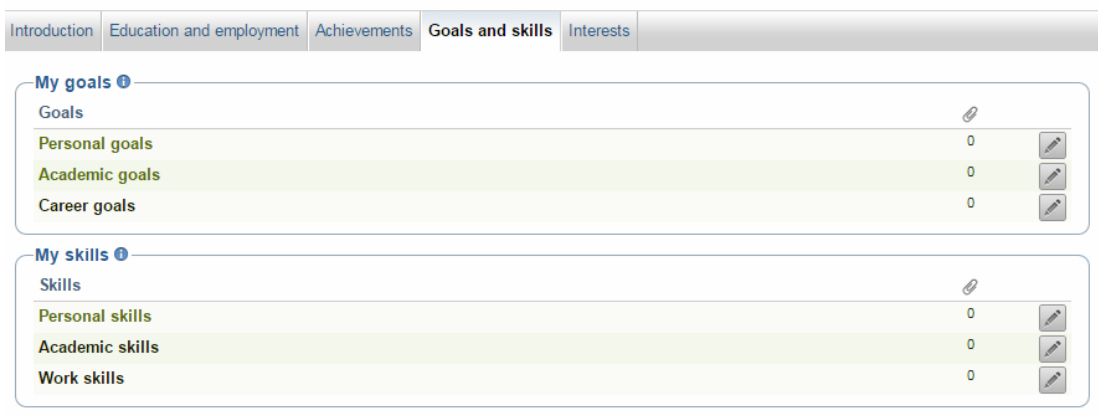 Introduction Education and employment Achievements Goals and skills Interests
My goals
Goals
Personal goals 0
Academic goals 0
Career goals 0
My skills
Skills
Personal skills 0
Academic skills 0
Work skills 0